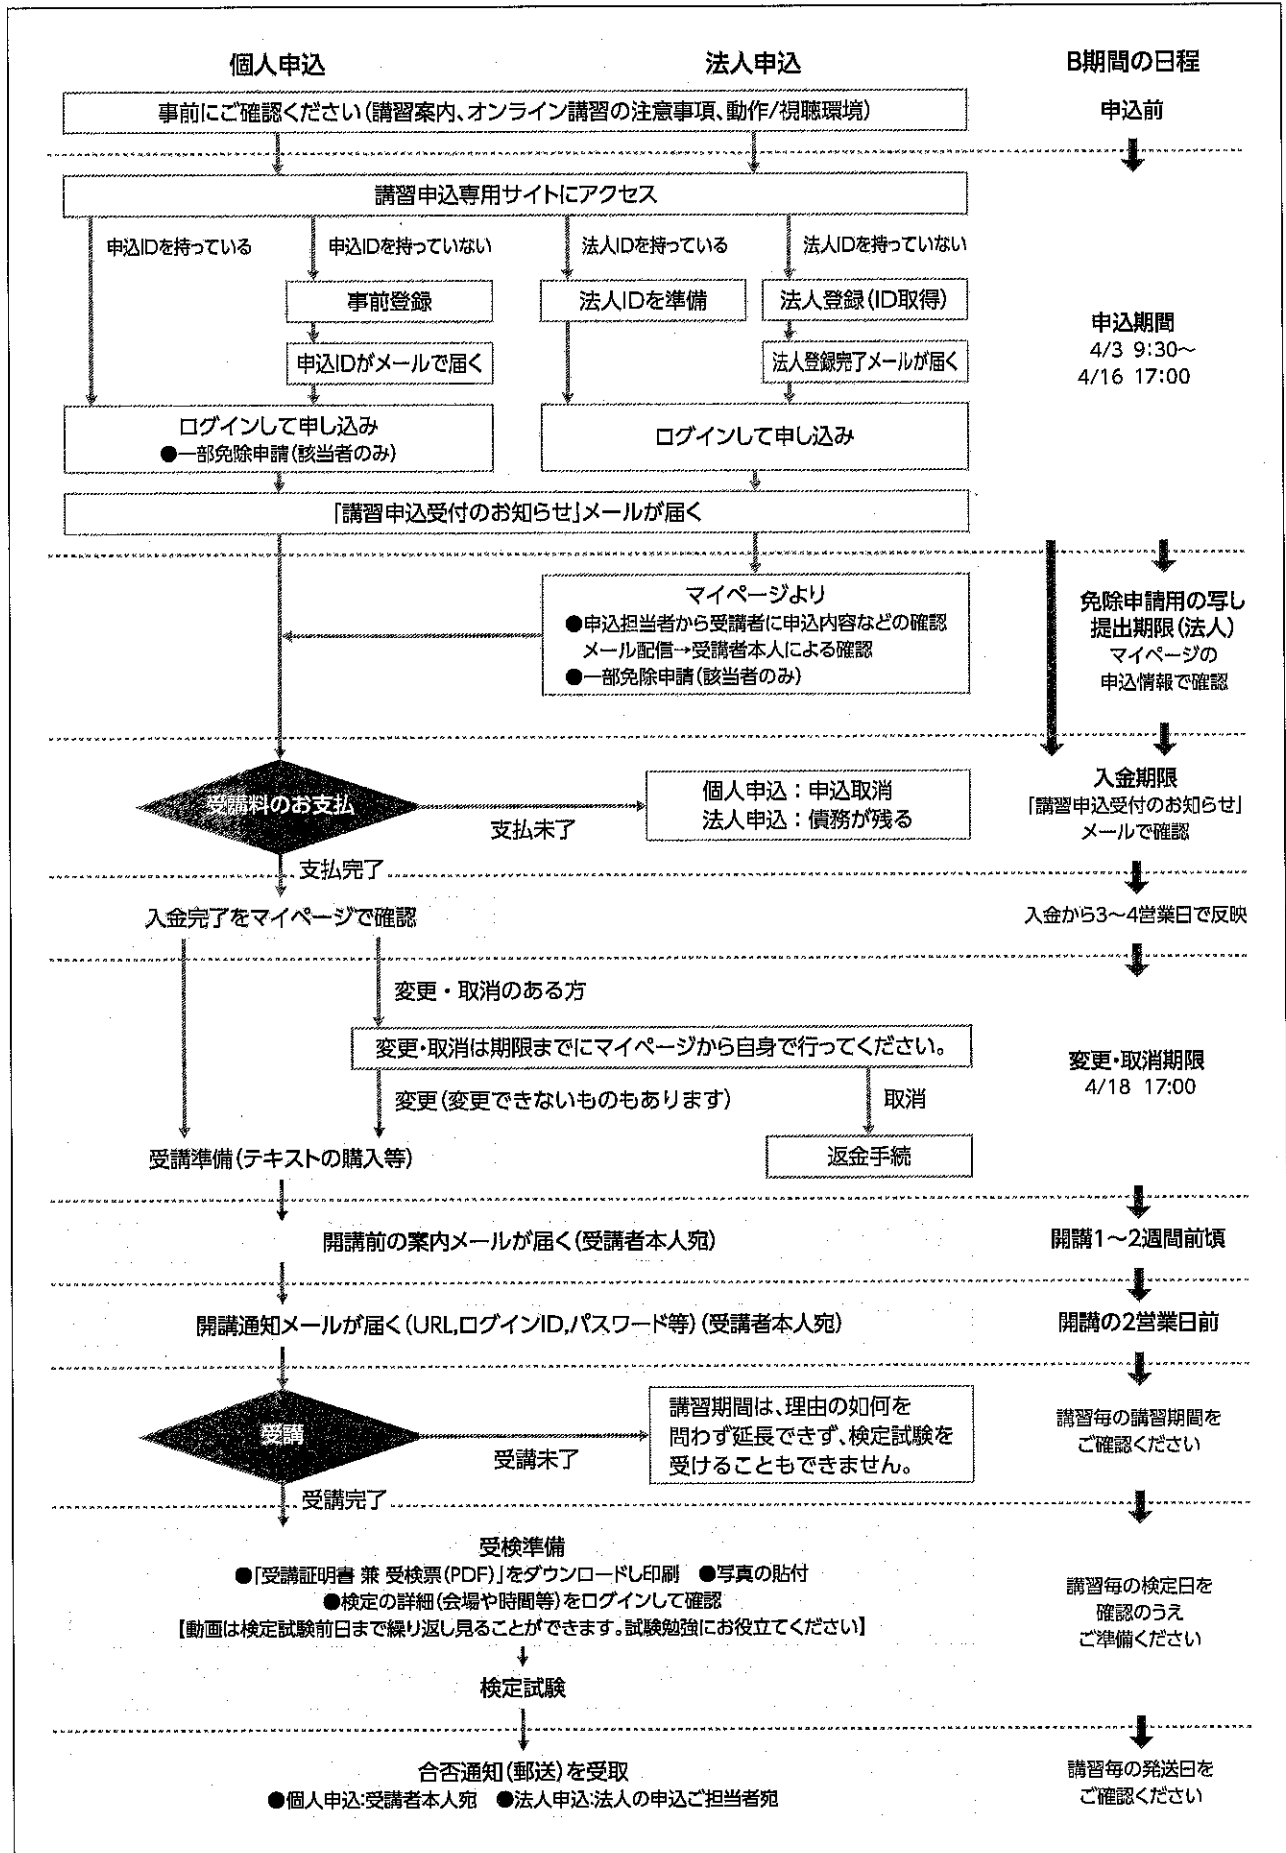 個人申込
法人申込
B期間の日程
事前にご確認ください(講習案内、オンライン講習の注意事項、動作/視聴環境)
申込前
講習申込専用サイトにアクセス
申込IDを持っている
申込IDを持っていない
法人IDを持っている
法人IDを持っていない
事前登録
法人IDを準備
法人登録(ID取得)
申込IDがメールで届く
法人登録完了メールが届く
申込期間
4/3 9:30〜
4/16 17:00
ログインして申し込み
●一部免除申請(該当者のみ)
ログインして申し込み
「講習申込受付のお知らせ」メールが届く
マイページより
●申込担当者から受講者に申込内容などの確認
メール配信→受講者本人による確認
●一部免除申請(該当者のみ)
免除申請用の写し
提出期限(法人)
マイページの
申込情報で確認
受講料のお支払
支払未了
個人申込：申込取消
法人申込：債務が残る
入金期限
「講習申込受付のお知らせ」
メールで確認
支払完了
入金完了をマイページで確認
入金から3〜4営業日で反映
変更・取消のある方
変更・取消は期限までにマイページから自身で行ってください。
変更・取消期限
4/18 17:00
変更(変更できないものもあります)
取消
受講準備(テキストの購入等)
返金手続
開講前の案内メールが届く(受講者本人宛)
開講1〜2週間前頃
開講通知メールが届く(URL,ログインID,パスワード等)(受講者本人宛)
開講の2営業日前
受講
受講未了
講習期間は、理由の如何を
問わず延長できず、検定試験を
受けることもできません。
講習毎の講習期間を
ご確認ください
受講完了
受検準備
●「受講証明書 兼 受検票(PDF)」をダウンロードし印刷 ●写真の貼付
●検定の詳細(会場や時間等)をログインして確認
【動画は検定試験前日まで繰り返し見ることができます。試験勉強にお役立てください】
講習毎の検定日を
確認のうえ
ご準備ください
検定試験
合否通知(郵送)を受取
●個人申込:受講者本人宛 ●法人申込:法人の申込ご担当者宛
講習毎の発送日を
ご確認ください